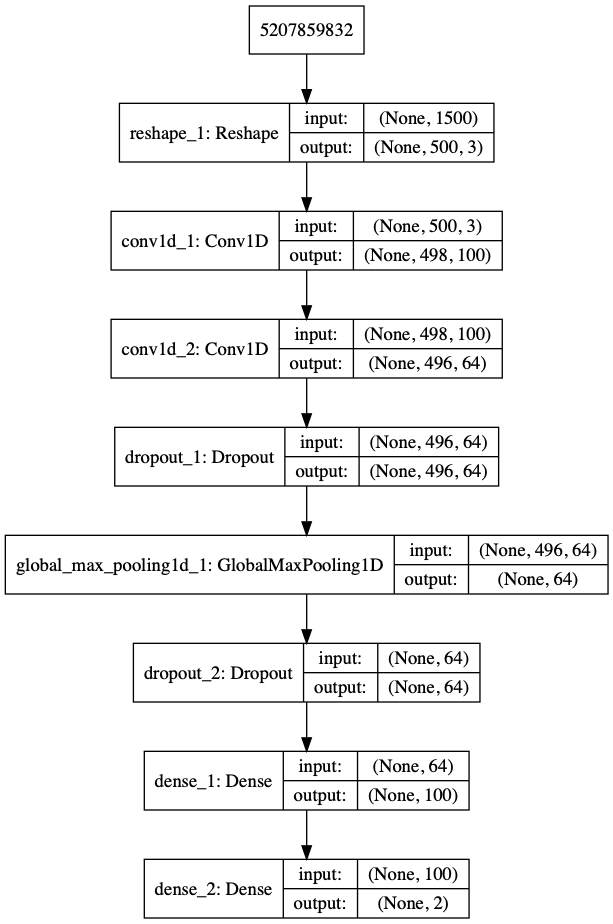 5207859832
reshape_1: Reshape
input:
(None, 1500)
output:
(None, 500, 3)
conv1d_1: Conv1D
input:
(None, 500, 3)
output:
(None, 498, 100)
conv1d_2: Conv1D
input:
(None, 498, 100)
output:
(None, 496, 64)
dropout_1: Dropout
input:
(None, 496, 64)
output:
(None, 496, 64)
global_max_pooling1d_1: GlobalMaxPooling1D
input:
(None, 496, 64)
output:
(None, 64)
dropout_2: Dropout
input:
(None, 64)
output:
(None, 64)
dense_1: Dense
input:
(None, 64)
output:
(None, 100)
dense_2: Dense
input:
(None, 100)
output:
(None, 2)